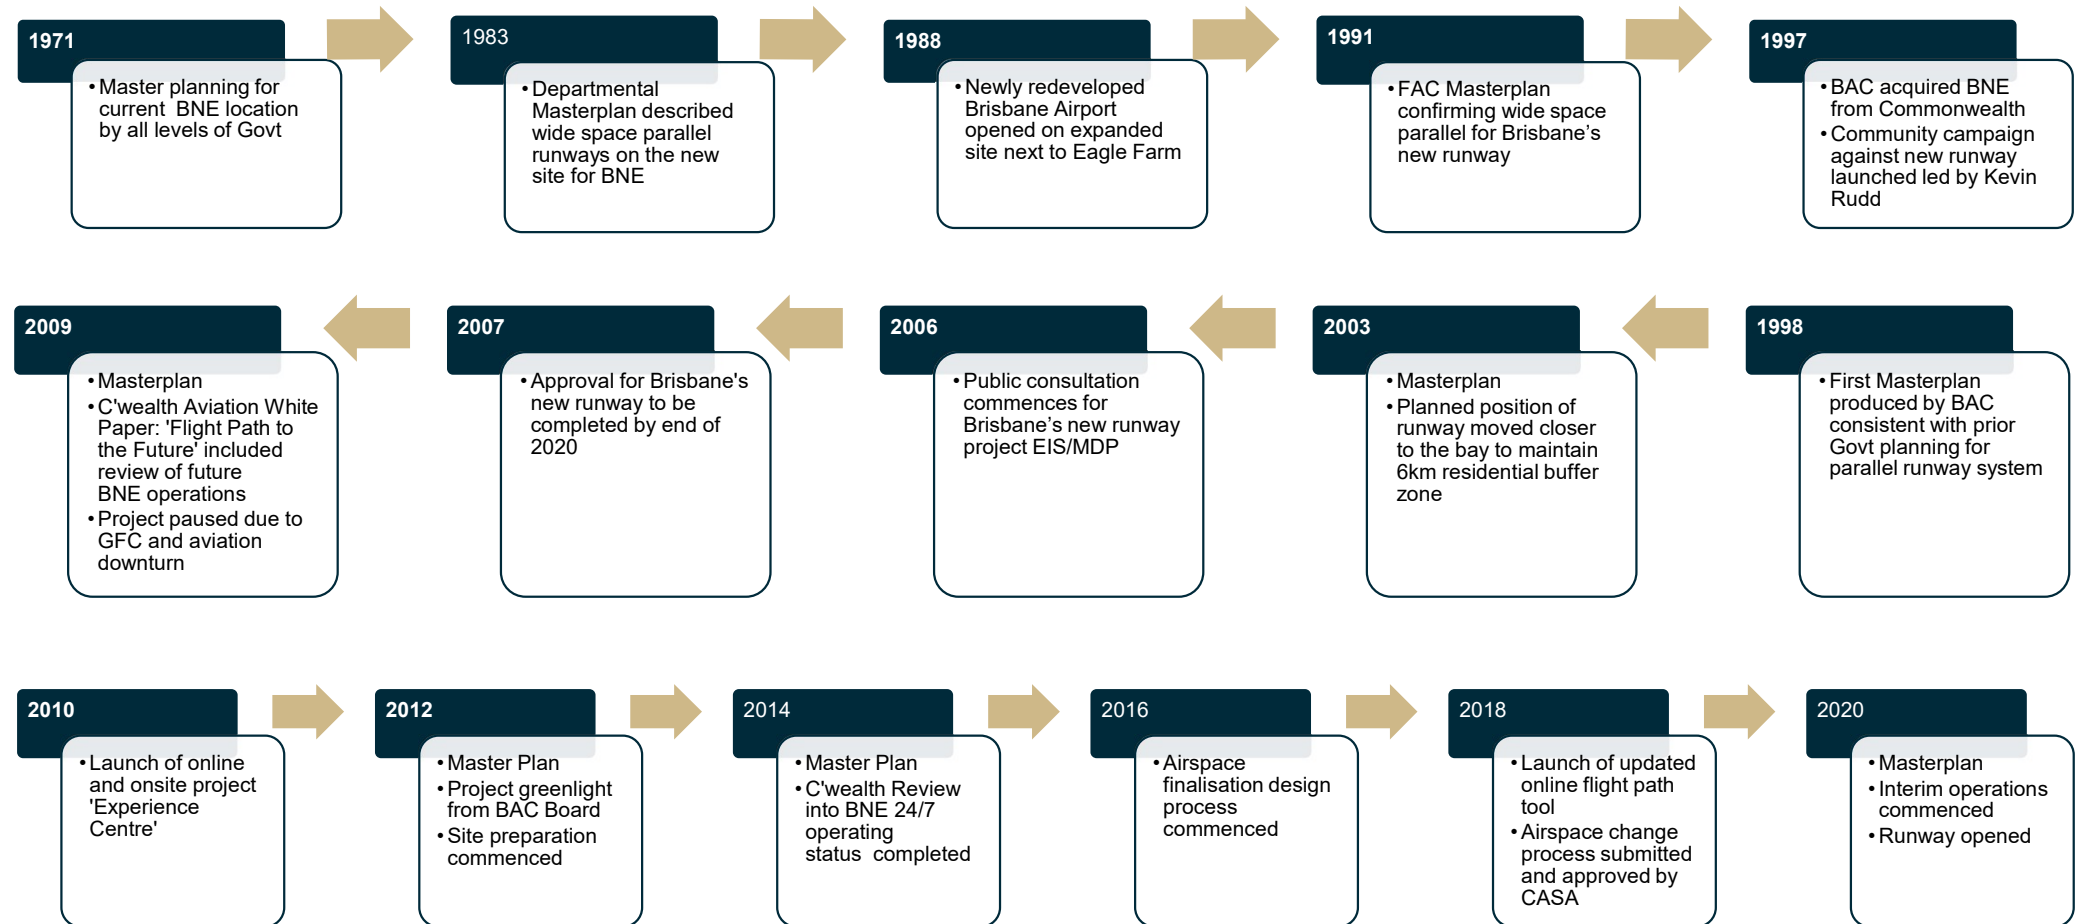 1971
•Master planning for
current  BNE location
by all levels of Govt
1983
•Departmental
Masterplan described
wide space parallel
runways on the new
site for BNE
1988
•Newly redeveloped
Brisbane Airport
opened on expanded
site next to Eagle Farm
1991
•FAC Masterplan
confirming wide space
parallel for Brisbane’s
new runway
1997
•BAC acquired BNE
from Commonwealth
•Community campaign
against new runway
launched led by Kevin
Rudd
2009
•Masterplan
•C'wealth Aviation White
Paper: 'Flight Path to
the Future' included
review of future
BNE operations
•Project paused due to
GFC and aviation
downturn
2007
•Approval for Brisbane's
new runway to be
completed by end of
2020
2006
•Public consultation
commences for
Brisbane’s new runway
project EIS/MDP
2003
•Masterplan
•Planned position of
runway moved closer
to the bay to maintain
6km residential buffer
zone
1998
•First Masterplan
produced by BAC
consistent with prior
Govt planning for
parallel runway system
2010
•Launch of online
and onsite project
'Experience
Centre'
2012
•Master Plan
•Project greenlight
from BAC Board
•Site preparation
commenced
2014
•Master Plan
•C'wealth Review
into BNE 24/7
operating
status  completed
2016
•Airspace
finalisation design
process
commenced
2018
•Launch of updated
online flight path
tool
•Airspace change
process submitted
and approved by
CASA
2020
•Masterplan
•Interim operations
commenced
•Runway opened